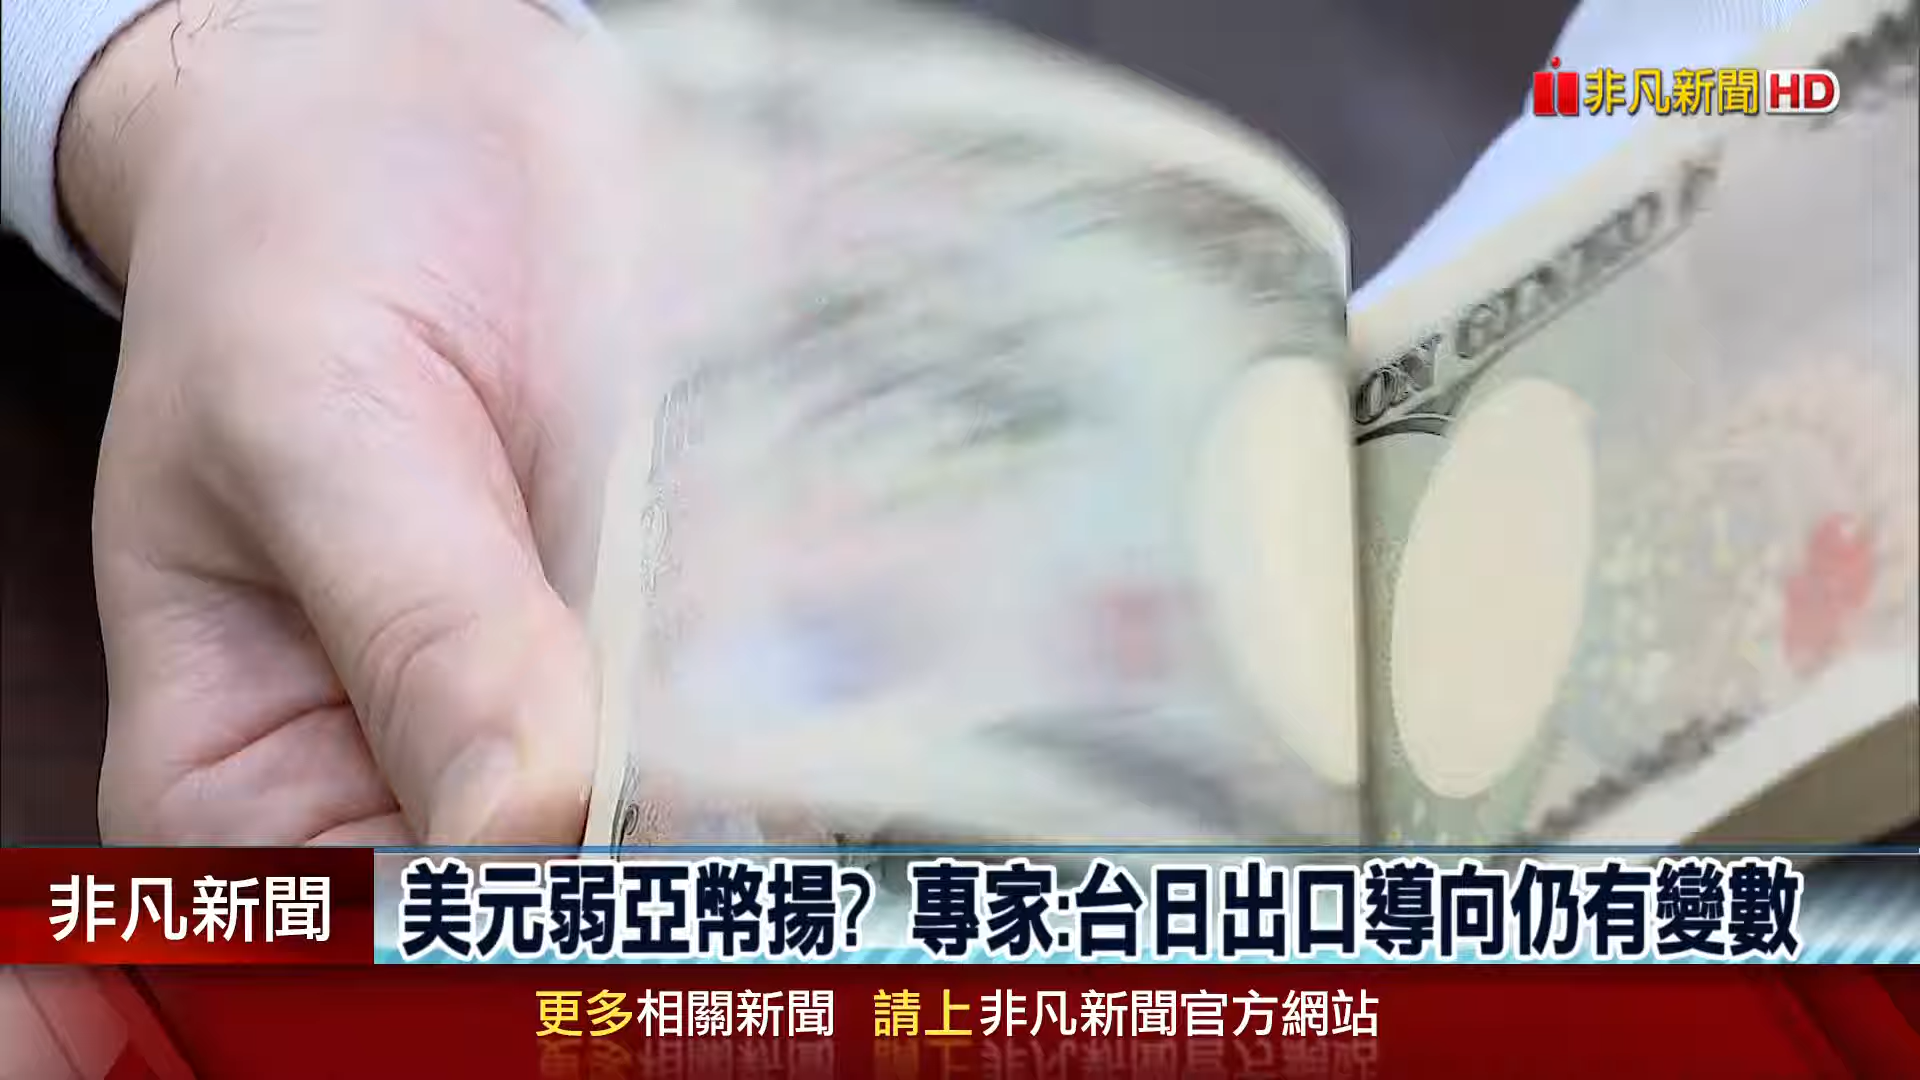 非凡新聞HD
ON GINKO
非凡新聞
美元弱亞幣揚? 專家:台日出口導向仍有變數
更多相關新聞 請上非凡新聞官方網站